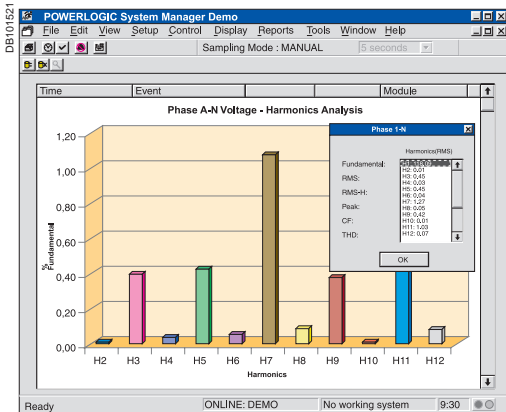 DB101521
POWERLOGIC System Manager Demo
File Edit View Setup Control Display Reports Tools Window Help
Sampling Mode : MANUAL 5 seconds
Time Event Module
Phase A-N Voltage - Harmonics Analysis
1,20
1,00
0,80
0,60
0,40
0,20
0,00
% Fundamental
H2 H3 H4 H5 H6 H7 H8 H9 H10 H11 H12
Harmonics
Phase 1-N
Harmonics(RMS)
Fundamental:
RMS:
RMS-H:
Peak:
CF:
THD:
H2: 0.01
H3: 0,45
H4: 0.03
H5: 0.45
H6: 0,04
H7: 1.27
H8: 0.05
H9: 0,42
H10: 0.01
H11: 1.03
H12: 0,07
OK
Ready ONLINE: DEMO No working system 9:30